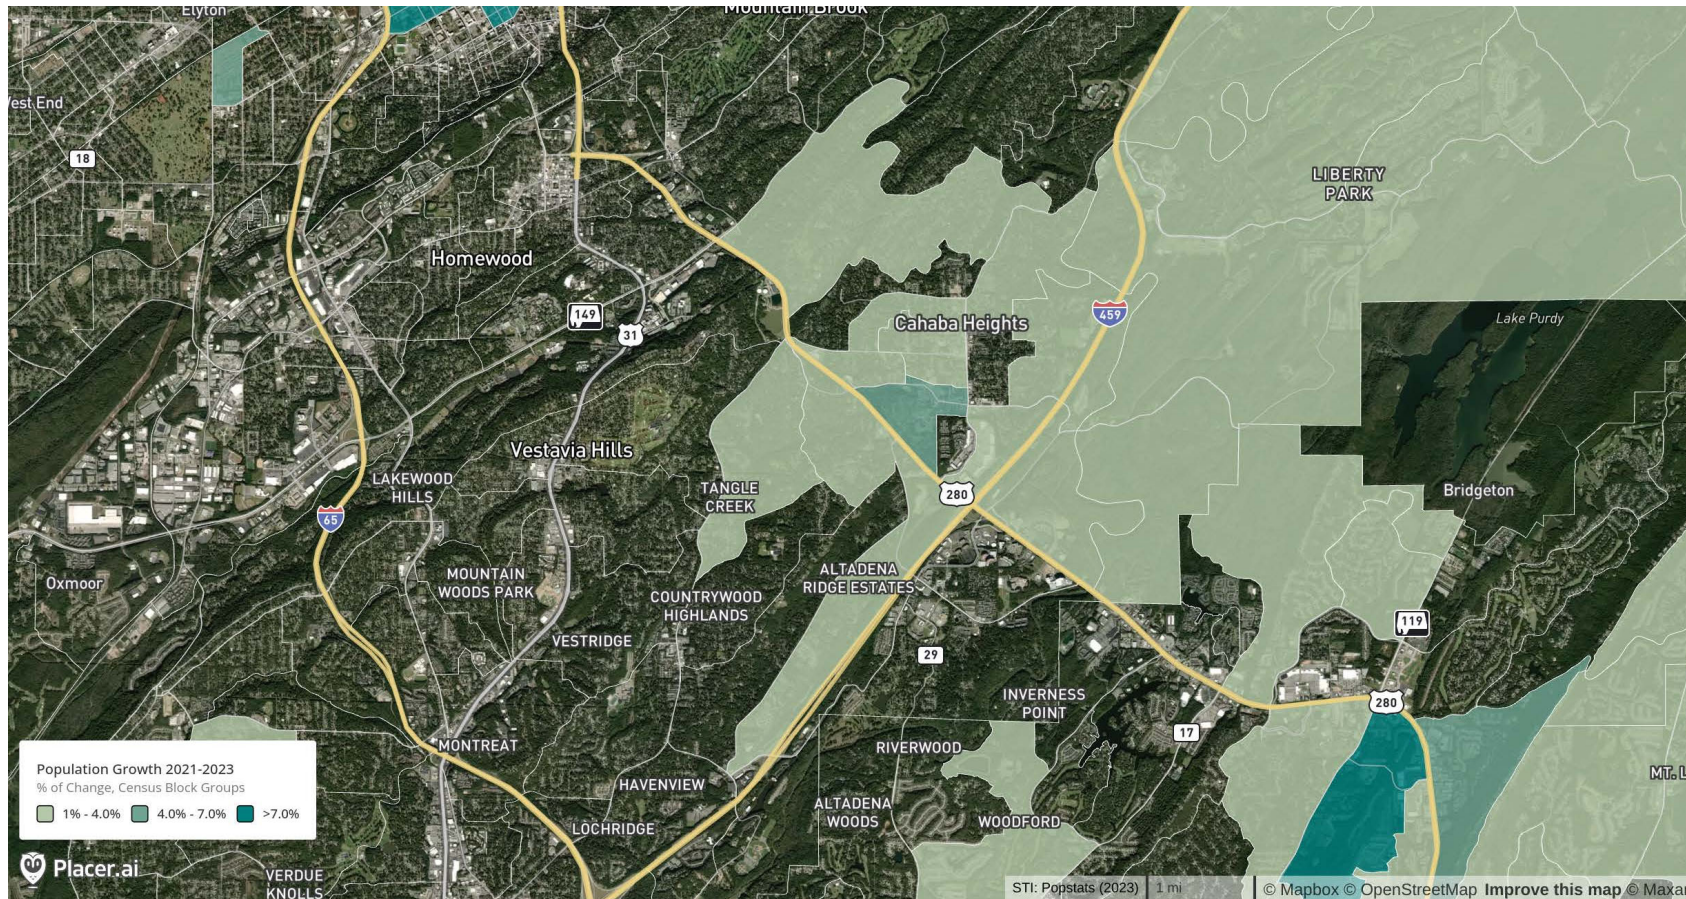 Elyton
Mountain Brook
West End
18
LIBERTY
PARK
Homewood
149
31
459
Cahaba Heights
Lake Purdy
Vestavia Hills
LAKEWOOD
HILLS
TANGLE
CREEK
280
Bridgeton
65
Oxmoor
MOUNTAIN
WOODS PARK
ALTADENA
RIDGE ESTATES
COUNTRYWOOD
HIGHLANDS
119
VESTRIDGE
29
INVERNESS
POINT
280
17
MONTREAT
RIVERWOOD
MT. L
HAVENVIEW
ALTADENA
WOODS
WOODFORD
LOCHRIDGE
VERDUE
KNOLLS
Population Growth 2021-2023
% of Change, Census Block Groups
1% - 4.0% 4.0% - 7.0% >7.0%
Placer.ai
STI: Popstats (2023) 1 mi © Mapbox © OpenStreetMap Improve this map © Maxar